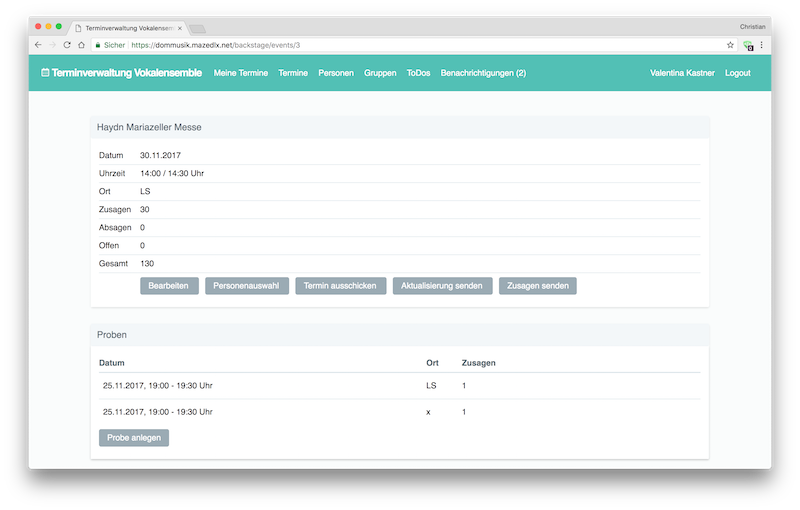 Terminverwaltung Vokalensem
Christian
Sicher https://dommusik.mazedlx.net/backstage/events/3
Terminverwaltung Vokalensemble Meine Termine Termine Personen Gruppen ToDos Benachrichtigungen (2) Valentina Kastner Logout
Haydn Mariazeller Messe
Datum 30.11.2017
Uhrzeit 14:00 / 14:30 Uhr
Ort LS
Zusagen 30
Absagen 0
Offen 0
Gesamt 130
Bearbeiten Personenauswahl Termin ausschicken Aktualisierung senden Zusagen senden
Proben
Datum Ort Zusagen
25.11.2017, 19:00 - 19:30 Uhr LS 1
25.11.2017, 19:00 - 19:30 Uhr x 1
Probe anlegen